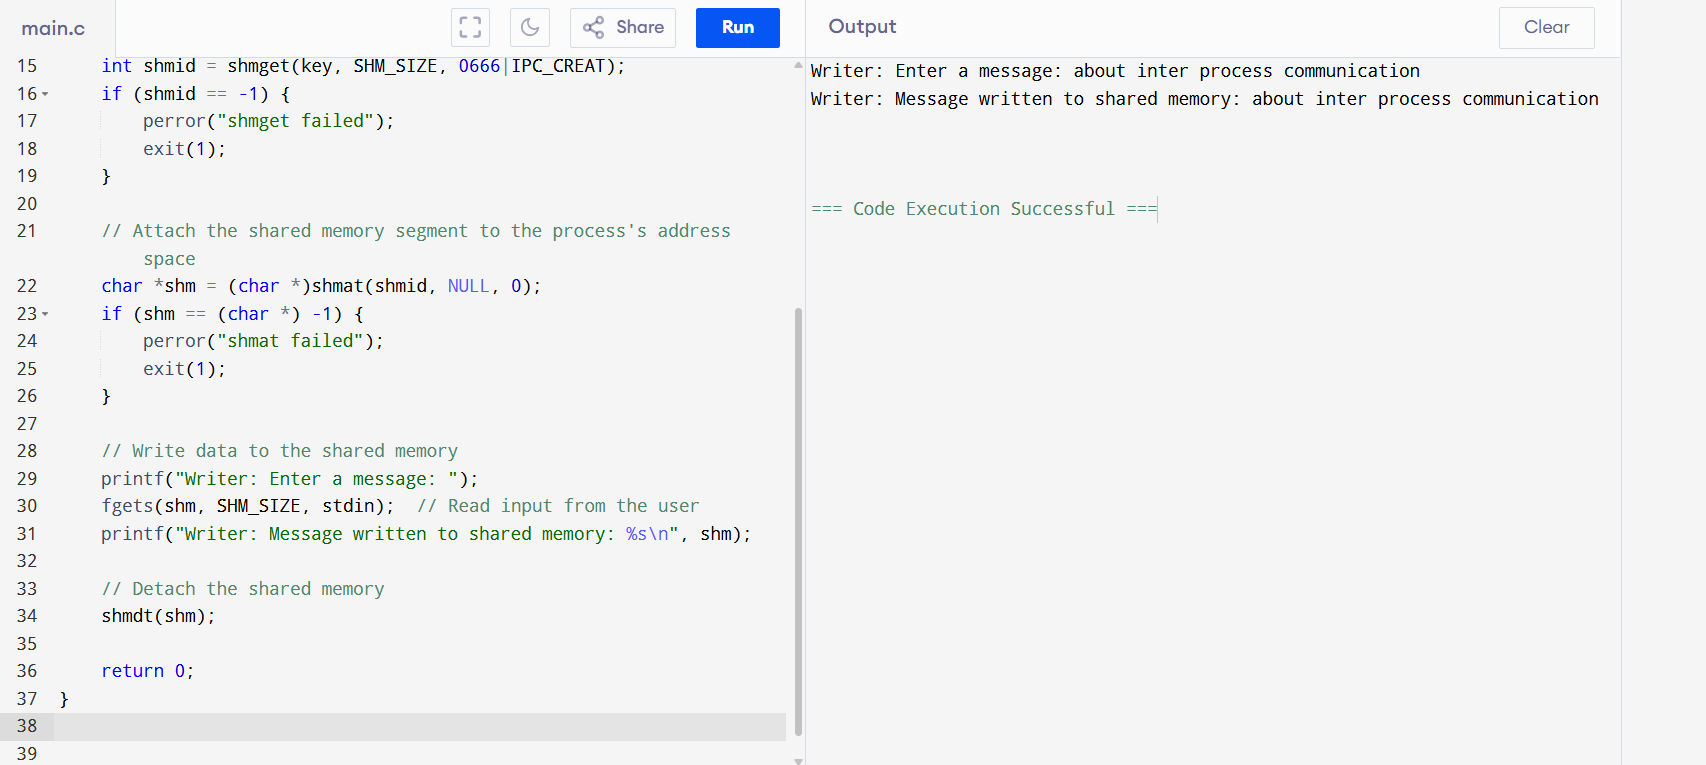 main.c
Share
Run
Output
Clear
15 int shmid = shmget(key, SHM_SIZE, 0666|IPC_CREAT);
16 if (shmid == -1) {
17 perror("shmget failed");
18 exit(1);
19 }
20
21 // Attach the shared memory segment to the process's address
space
22 char *shm = (char *)shmat(shmid, NULL, 0);
23 if (shm == (char *) -1) {
24 perror("shmat failed");
25 exit(1);
26 }
27
28 // Write data to the shared memory
29 printf("Writer: Enter a message: ");
30 fgets(shm, SHM_SIZE, stdin);  // Read input from the user
31 printf("Writer: Message written to shared memory: %s\n", shm);
32
33 // Detach the shared memory
34 shmdt(shm);
35
36 return 0;
37 }
38
39
Writer: Enter a message: about inter process communication
Writer: Message written to shared memory: about inter process communication
=== Code Execution Successful ===